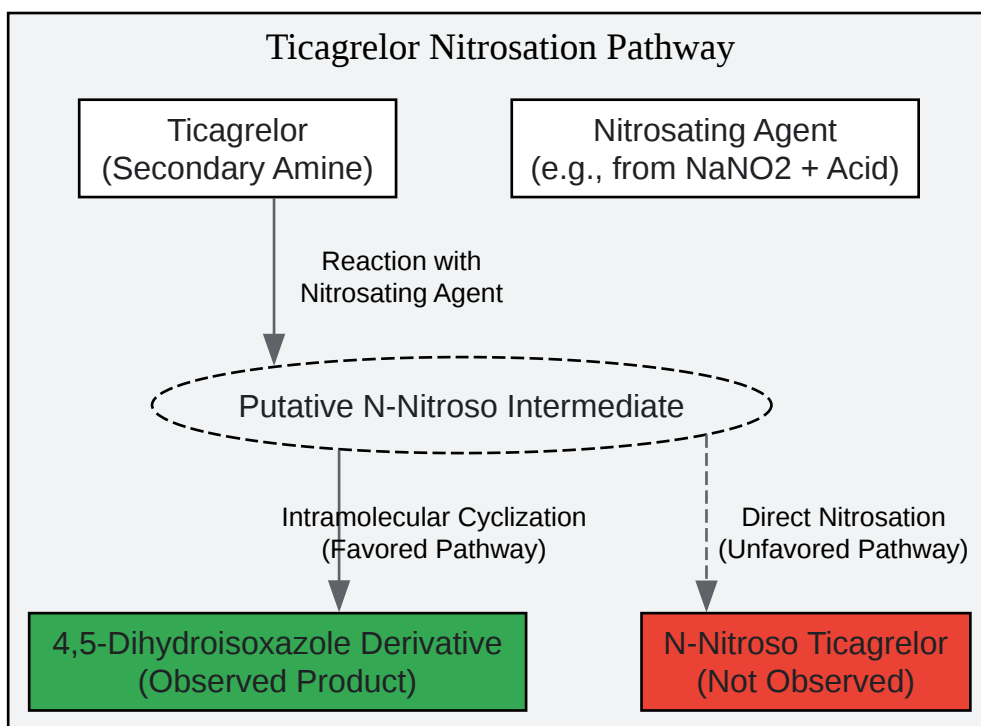 Ticagrelor Nitrosation Pathway
Ticagrelor
(Secondary Amine)
Nitrosating Agent
(e.g., from NaNO2 + Acid)
Reaction with
Nitrosating Agent
Putative N-Nitroso Intermediate
Intramolecular Cyclization
(Favored Pathway)
Direct Nitrosation
(Unfavored Pathway)
4,5-Dihydroisoxazole Derivative
(Observed Product)
N-Nitroso Ticagrelor
(Not Observed)